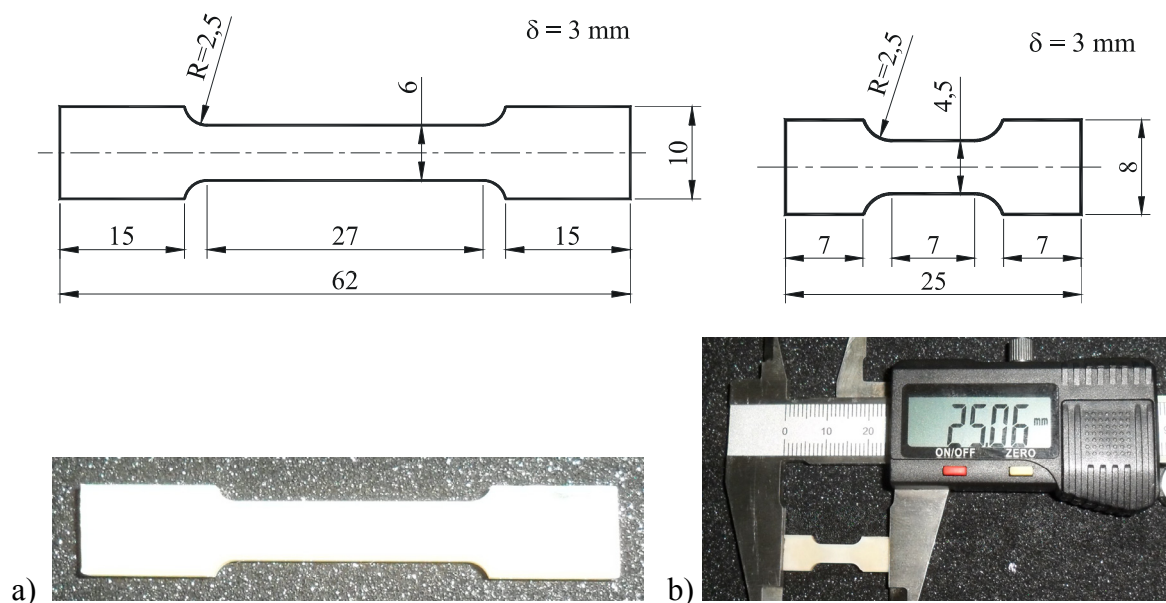 δ = 3 mm
R=2,5
6
10
15
27
15
62
δ = 3 mm
R=2,5
4,5
8
7
7
7
25
a)
b)
0 10 20
25.06 mm
ON/OFF ZERO